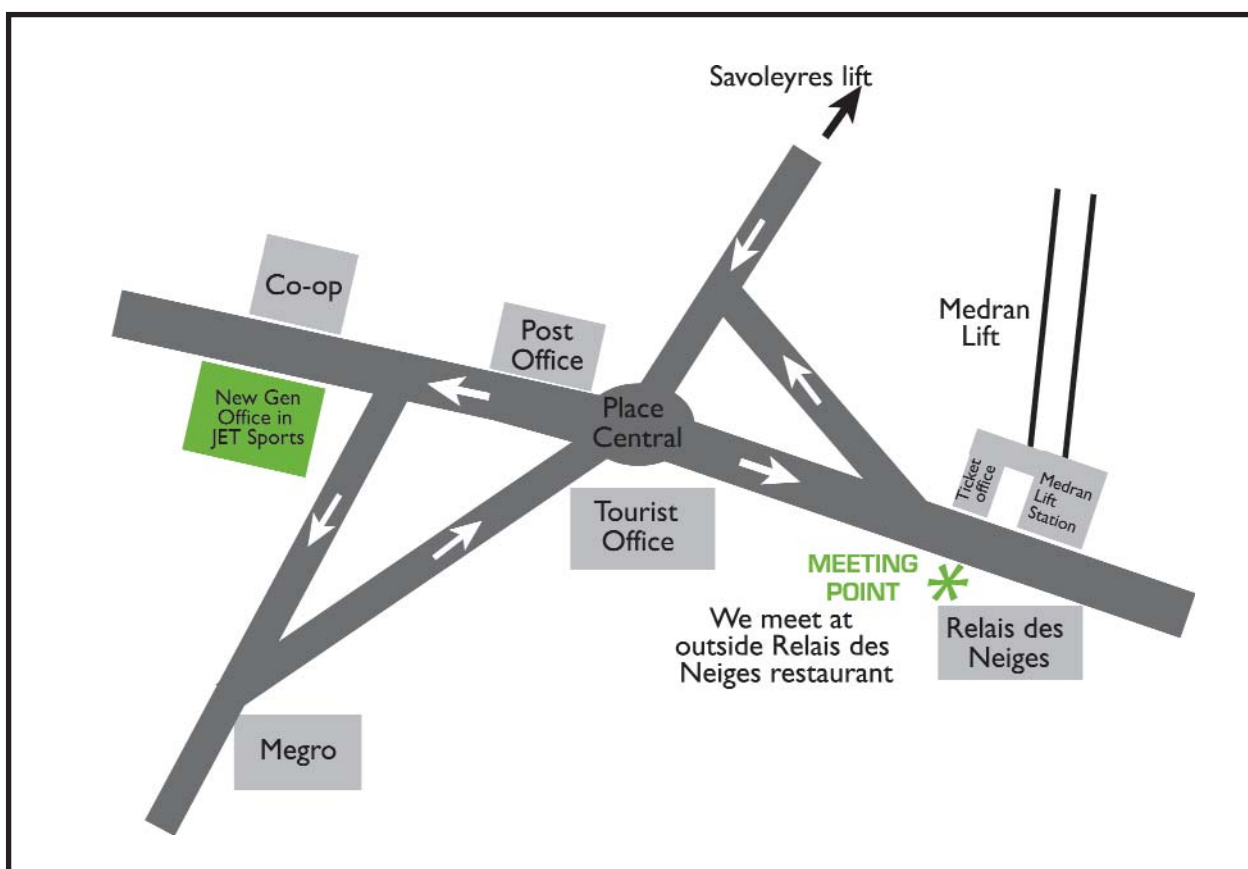 Savoleyres lift
Co-op
Post
Office
Medran
Lift
New Gen
Office in
JET Sports
Place
Central
Ticket
office
Medran
Lift
Station
Tourist
Office
MEETING
POINT
We meet at
outside Relais des
Neiges restaurant
Relais des
Neiges
Megro